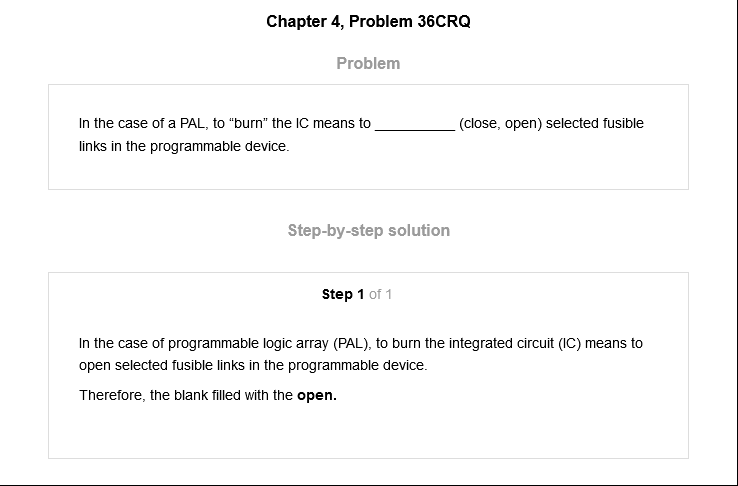 Chapter 4, Problem 36CRQ
Problem
In the case of a PAL, to “burn” the IC means to __________ (close, open) selected fusible
links in the programmable device.
Step-by-step solution
Step 1 of 1
In the case of programmable logic array (PAL), to burn the integrated circuit (IC) means to
open selected fusible links in the programmable device.
Therefore, the blank filled with the open.